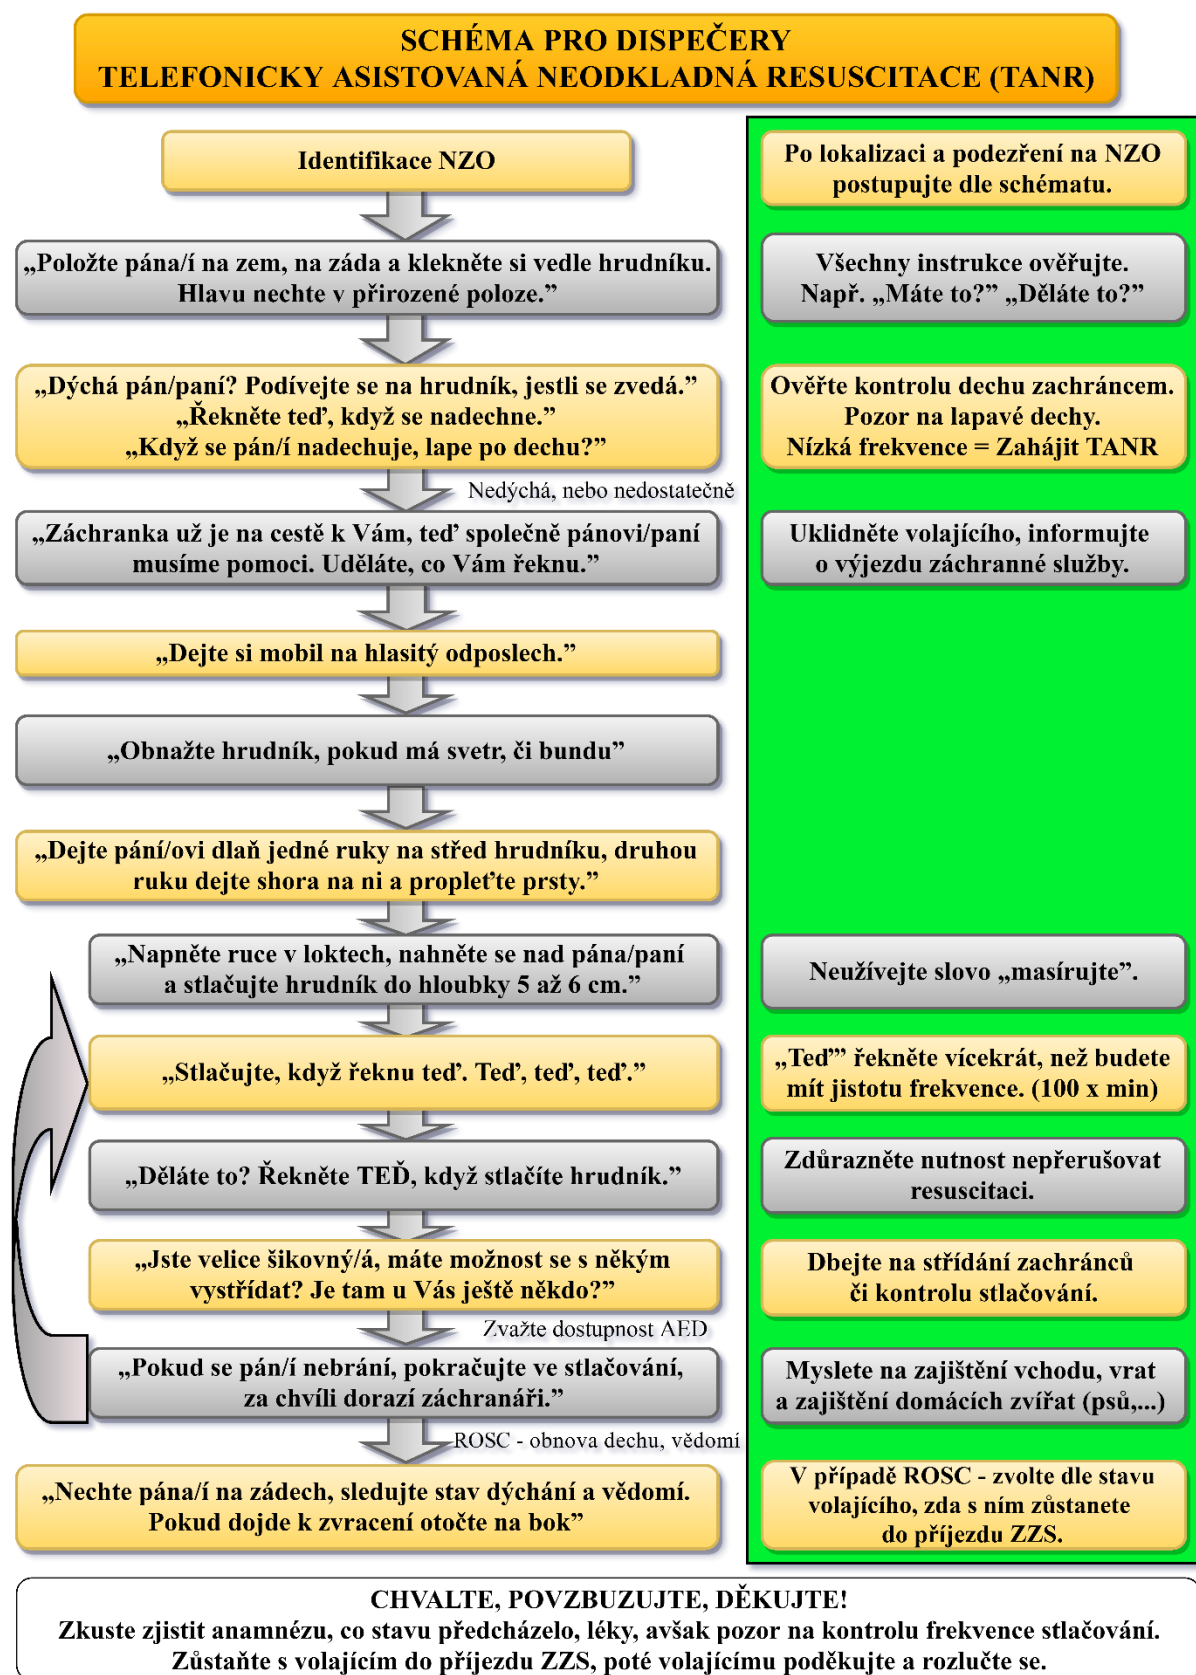 SCHÉMA PRO DISPEČERY
TELEFONICKY ASISTOVANÁ NEODKLADNÁ RESUSCITACE (TANR)
Identifikace NZO
Po lokalizaci a podezření na NZO
postupujte dle schématu.
„Položte pána/í na zem, na záda a klekněte si vedle hrudníku.
Hlavu nechte v přirozené poloze.”
Všechny instrukce ověřujte.
Např. „Máte to?” „Děláte to?”
„Dýchá pán/paní? Podívejte se na hrudník, jestli se zvedá.”
„Řekněte teď, když se nadechne.”
„Když se pán/í nadechuje, lape po dechu?”
Ověřte kontrolu dechu zachráncem.
Pozor na lapavé dechy.
Nízká frekvence = Zahájit TANR
Nedýchá, nebo nedostatečně
„Záchranka už je na cestě k Vám, teď společně pánovi/paní
musíme pomoci. Uděláte, co Vám řeknu.”
Uklidněte volajícího, informujte
o výjezdu záchranné služby.
„Dejte si mobil na hlasitý odposlech.”
„Obnažte hrudník, pokud má svetr, či bundu”
„Dejte pání/ovi dlaň jedné ruky na střed hrudníku, druhou
ruku dejte shora na ni a propleťte prsty.”
„Napněte ruce v loktech, nahněte se nad pána/paní
a stlačujte hrudník do hloubky 5 až 6 cm.”
Neužívejte slovo „masírujte”.
„Stlačujte, když řeknu teď. Teď, teď, teď.”
„Teď”” řekněte vícekrát, než budete
mít jistotu frekvence. (100 x min)
„Děláte to? Řekněte TEĎ, když stlačíte hrudník.”
Zdůrazněte nutnost nepřerušovat
resuscitaci.
„Jste velice šikovný/á, máte možnost se s někým
vystřídat? Je tam u Vás ještě někdo?”
Dbejte na střídání zachránců
či kontrolu stlačování.
Zvažte dostupnost AED
„Pokud se pán/í nebrání, pokračujte ve stlačování,
za chvíli dorazí záchranáři.”
Myslete na zajištění vchodu, vrat
a zajištění domácích zvířat (psů,...)
ROSC - obnova dechu, vědomí
„Nechte pána/í na zádech, sledujte stav dýchání a vědomí.
Pokud dojde k zvracení otočte na bok”
V případě ROSC - zvolte dle stavu
volajícího, zda s ním zůstanete
do příjezdu ZZS.
CHVALTE, POVZBUZUJTE, DĚKUJTE!
Zkuste zjistit anamnézu, co stavu předcházelo, léky, avšak pozor na kontrolu frekvence stlačování.
Zůstaňte s volajícím do příjezdu ZZS, poté volajícímu poděkujte a rozlučte se.